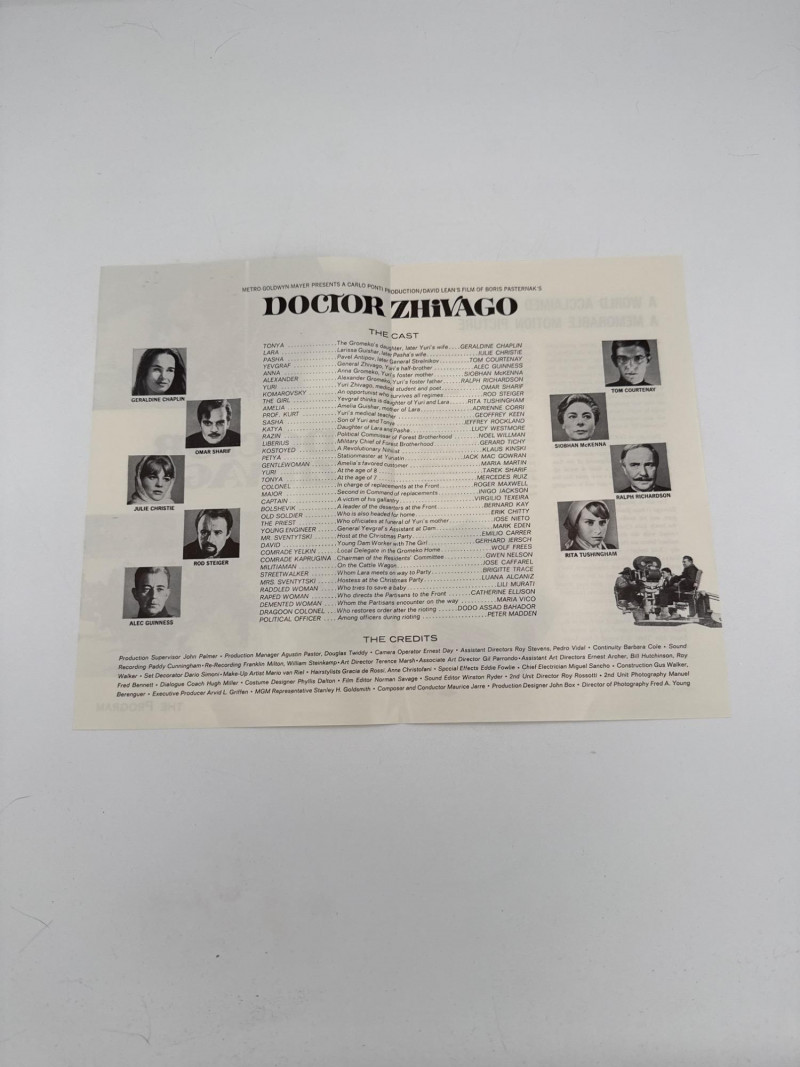 METRO GOLDWYN MAYER PRESENTS A CARLO PONTI PRODUCTION/DAVID LEAN'S FILM OF BORIS PASTERNAK'S
DOCTOR ZHiVAGO
THE CAST
TONYA The Gromeko's daughter, later Yuri's wife GERALDINE CHAPLIN
LARA Larissa Guishar, later Pasha's wife JULIE CHRISTIE
PASHA Pavel Antipov, later General Strelnikov TOM COURTENAY
YEVGRAF General Zhivago, Yuri's half-brother ALEC GUINNESS
ANNA Anna Gromeko, Yuri's foster mother SIOBHAN McKENNA
ALEXANDER Alexander Gromeko, Yuri's foster father RALPH RICHARDSON
YURI Yuri Zhivago, medical student and poet OMAR SHARIF
KOMAROVSKY An opportunist who survives all regimes ROD STEIGER
THE GIRL Yevgraf thinks is daughter of Yuri and Lara RITA TUSHINGHAM
AMELIA Amelia Guishar, mother of Lara ADRIENNE CORRI
PROF. KURT Yuri's medical teacher GEOFFREY KEEN
SASHA Son of Yuri and Tonya JEFFREY ROCKLAND
KATYA Daughter of Lara and Pasha LUCY WESTMORE
RAZIN Political Commissar of Forest Brotherhood NOEL WILLMAN
LIBERIUS Military Chief of Forest Brotherhood GERARD TICHY
KOSTOYED A Revolutionary Nihilist KLAUS KINSKI
PETYA Stationmaster at Yuriatin JACK MAC GOWRAN
GENTLEWOMAN Amelia's favored customer MARIA MARTIN
YURI At the age of 8 TAREK SHARIF
TONYA At the age of 7 MERCEDES RUIZ
COLONEL In charge of replacements at the Front ROGER MAXWELL
MAJOR Second in Command of replacements INIGO JACKSON
CAPTAIN A victim of his gallantry VIRGILIO TEXEIRA
BOLSHEVIK A leader of the deserters at the Front BERNARD KAY
OLD SOLDIER Who is also headed for home ERIK CHITTY
THE PRIEST Who officiates at funeral of Yuri's mother JOSE NIETO
YOUNG ENGINEER General Yevgraf's Assistant at Dam MARK EDEN
MR. SVENTYTSKI Host at the Christmas Party EMILIO CARRER
DAVID Young Dam Worker with The Girl GERHARD JERSCH
COMRADE YELKIN Local Delegate in the Gromeko Home WOLF FREES
COMRADE KAPRUGINA Chairman of the Residents' Committee GWEN NELSON
MILITIAMAN On the Cattle Wagon JOSE CAFFAREL
STREETWALKER Whom Lara meets on way to Party BRIGITTE TRACE
MRS. SVENTYTSKI Hostess at the Christmas Party LUANA ALCANIZ
RADDLED WOMAN Who tries to save a baby LILI MURATI
RAPED WOMAN Who directs the Partisans to the Front CATHERINE ELLISON
DEMENTED WOMAN Whom the Partisans encounter on the way MARIA VICO
DRAGOON COLONEL Who restores order after the rioting DODO ASSAD BAHADOR
POLITICAL OFFICER Among officers during rioting PETER MADDEN
GERALDINE CHAPLIN
OMAR SHARIF
JULIE CHRISTIE
ROD STEIGER
ALEC GUINNESS
TOM COURTENAY
SIOBHAN McKENNA
RALPH RICHARDSON
RITA TUSHINGHAM
THE CREDITS
Production Supervisor John Palmer • Production Manager Agustin Pastor, Douglas Twiddy • Camera Operator Ernest Day • Assistant Directors Roy Stevens, Pedro Vidal • Continuity Barbara Cole • Sound
Recording Paddy Cunningham • Re-Recording Franklin Milton, William Steinkamp • Art Director Terence Marsh • Associate Art Director Gil Parrondo • Assistant Art Directors Ernest Archer, Bill Hutchinson, Roy
Walker • Set Decorator Dario Simoni • Make-Up Artist Mario van Riel • Hairstylists Gracia de Rossi, Anna Christofani • Special Effects Eddie Fowlie • Chief Electrician Miguel Sancho • Construction Gus Walker,
Fred Bennett • Dialogue Coach Hugh Miller • Costume Designer Phyllis Dalton • Film Editor Norman Savage • Sound Editor Winston Ryder • 2nd Unit Director Roy Rossotti • 2nd Unit Photography Manuel
Berenguer • Executive Producer Arvid L. Griffen • MGM Representative Stanley H. Goldsmith • Composer and Conductor Maurice Jarre • Production Designer John Box • Director of Photography Fred A. Young